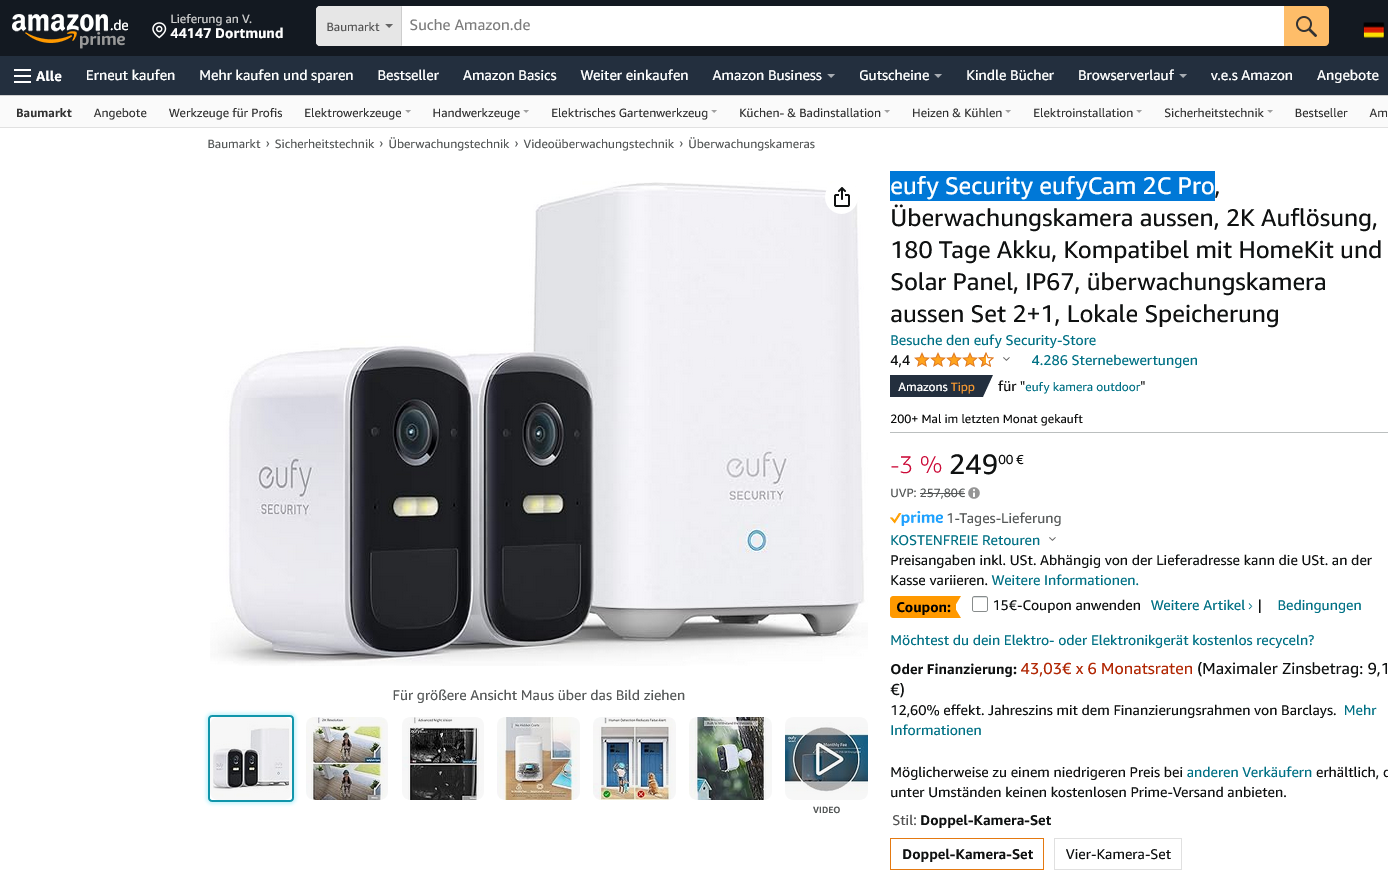 amazon.de
prime
Lieferung an V.
44147 Dortmund
Baumarkt
Suche Amazon.de
Alle
Erneut kaufen
Mehr kaufen und sparen
Bestseller
Amazon Basics
Weiter einkaufen
Amazon Business
Gutscheine
Kindle Bücher
Browserverlauf
v.e.s Amazon
Angebote
Baumarkt
Angebote
Werkzeuge für Profis
Elektrowerkzeuge
Handwerkzeuge
Elektrisches Gartenwerkzeug
Küchen- & Badinstallation
Heizen & Kühlen
Elektroinstallation
Sicherheitstechnik
Bestseller
Am
Baumarkt › Sicherheitstechnik › Überwachungstechnik › Videoüberwachungstechnik › Überwachungskameras
eufy
SECURITY
eufy
SECURITY
Für größere Ansicht Maus über das Bild ziehen
VIDEO
eufy Security eufyCam 2C Pro,
Überwachungskamera aussen, 2K Auflösung,
180 Tage Akku, Kompatibel mit HomeKit und
Solar Panel, IP67, überwachungskamera
aussen Set 2+1, Lokale Speicherung
Besuche den eufy Security-Store
4,4
4.286 Sternebewertungen
Amazons Tipp für "eufy kamera outdoor"
200+ Mal im letzten Monat gekauft
-3 % 24900 €
UVP: 257,80€
prime 1-Tages-Lieferung
KOSTENFREIE Retouren
Preisangaben inkl. USt. Abhängig von der Lieferadresse kann die USt. an der
Kasse variieren. Weitere Informationen.
Coupon: 15€-Coupon anwenden Weitere Artikel › | Bedingungen
Möchtest du dein Elektro- oder Elektronikgerät kostenlos recyceln?
Oder Finanzierung: 43,03€ x 6 Monatsraten (Maximaler Zinsbetrag: 9,1
€)
12,60% effekt. Jahreszins mit dem Finanzierungsrahmen von Barclays. Mehr
Informationen
Möglicherweise zu einem niedrigeren Preis bei anderen Verkäufern erhältlich, d
unter Umständen keinen kostenlosen Prime-Versand anbieten.
Stil: Doppel-Kamera-Set
Doppel-Kamera-Set
Vier-Kamera-Set